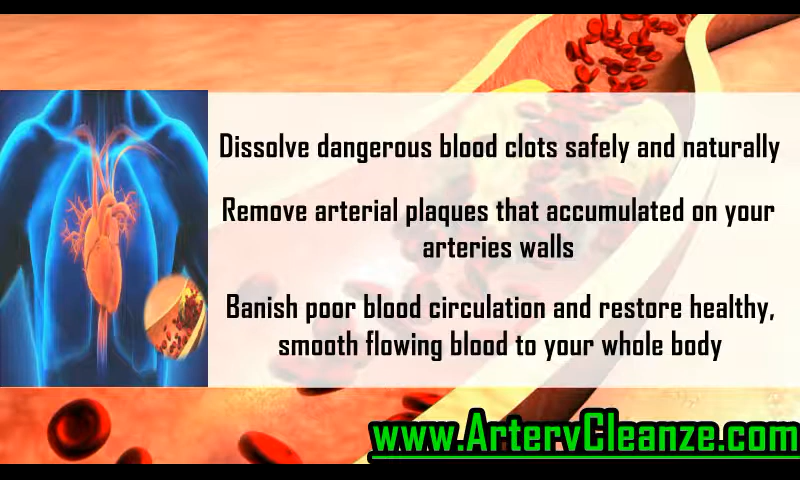 Dissolve dangerous blood clots safely and naturally
Remove arterial plaques that accumulated on your
arteries walls
Banish poor blood circulation and restore healthy,
smooth flowing blood to your whole body
www.ArtervCleanze.com